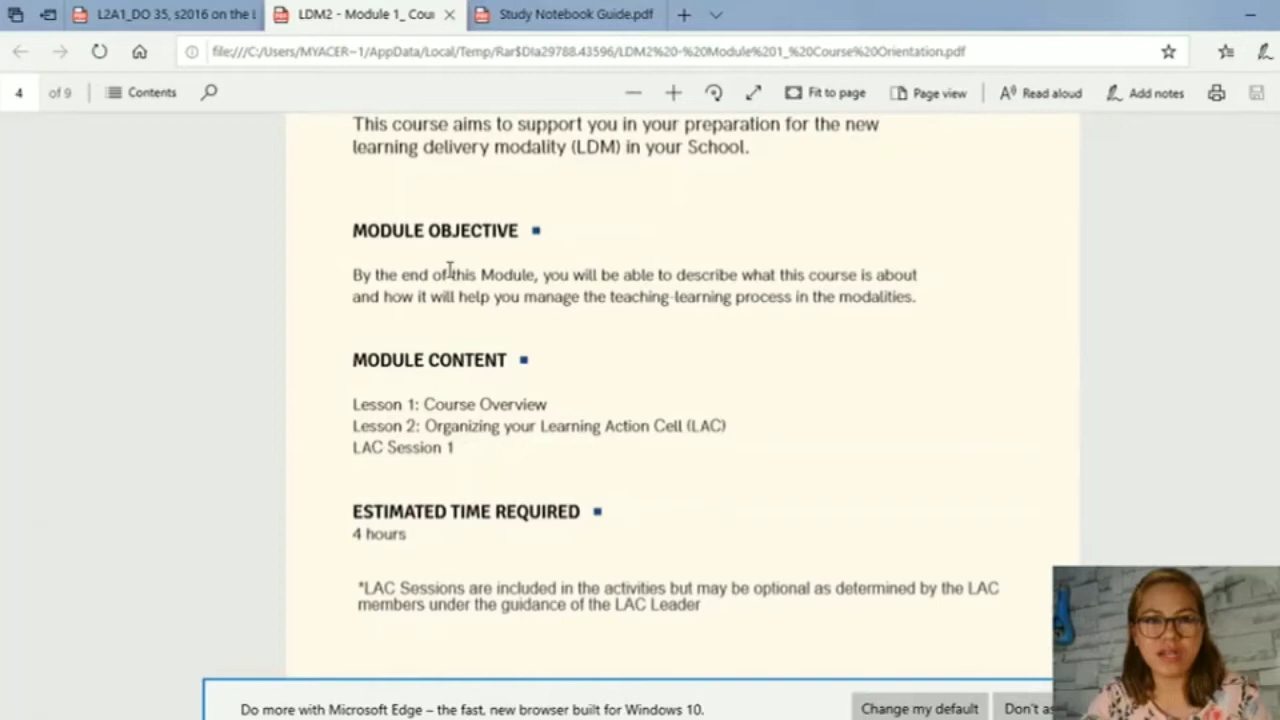 L2A1_DO 35, s2016 on the L
LDM2 - Module 1_ Cour
Study Notebook Guide.pdf
file:///C:/Users/MYACER~1/AppData/Local/Temp/Rar$DIa29788.43596/LDM2%20-%20Module%201_%20Course%20Orientation.pdf
4 of 9 Contents Fit to page Page view Read aloud Add notes
This course aims to support you in your preparation for the new
learning delivery modality (LDM) in your School.
MODULE OBJECTIVE
By the end of this Module, you will be able to describe what this course is about
and how it will help you manage the teaching-learning process in the modalities.
MODULE CONTENT
Lesson 1: Course Overview
Lesson 2: Organizing your Learning Action Cell (LAC)
LAC Session 1
ESTIMATED TIME REQUIRED
4 hours
*LAC Sessions are included in the activities but may be optional as determined by the LAC
members under the guidance of the LAC Leader
Do more with Microsoft Edge – the fast, new browser built for Windows 10.
Change my default
Don't as